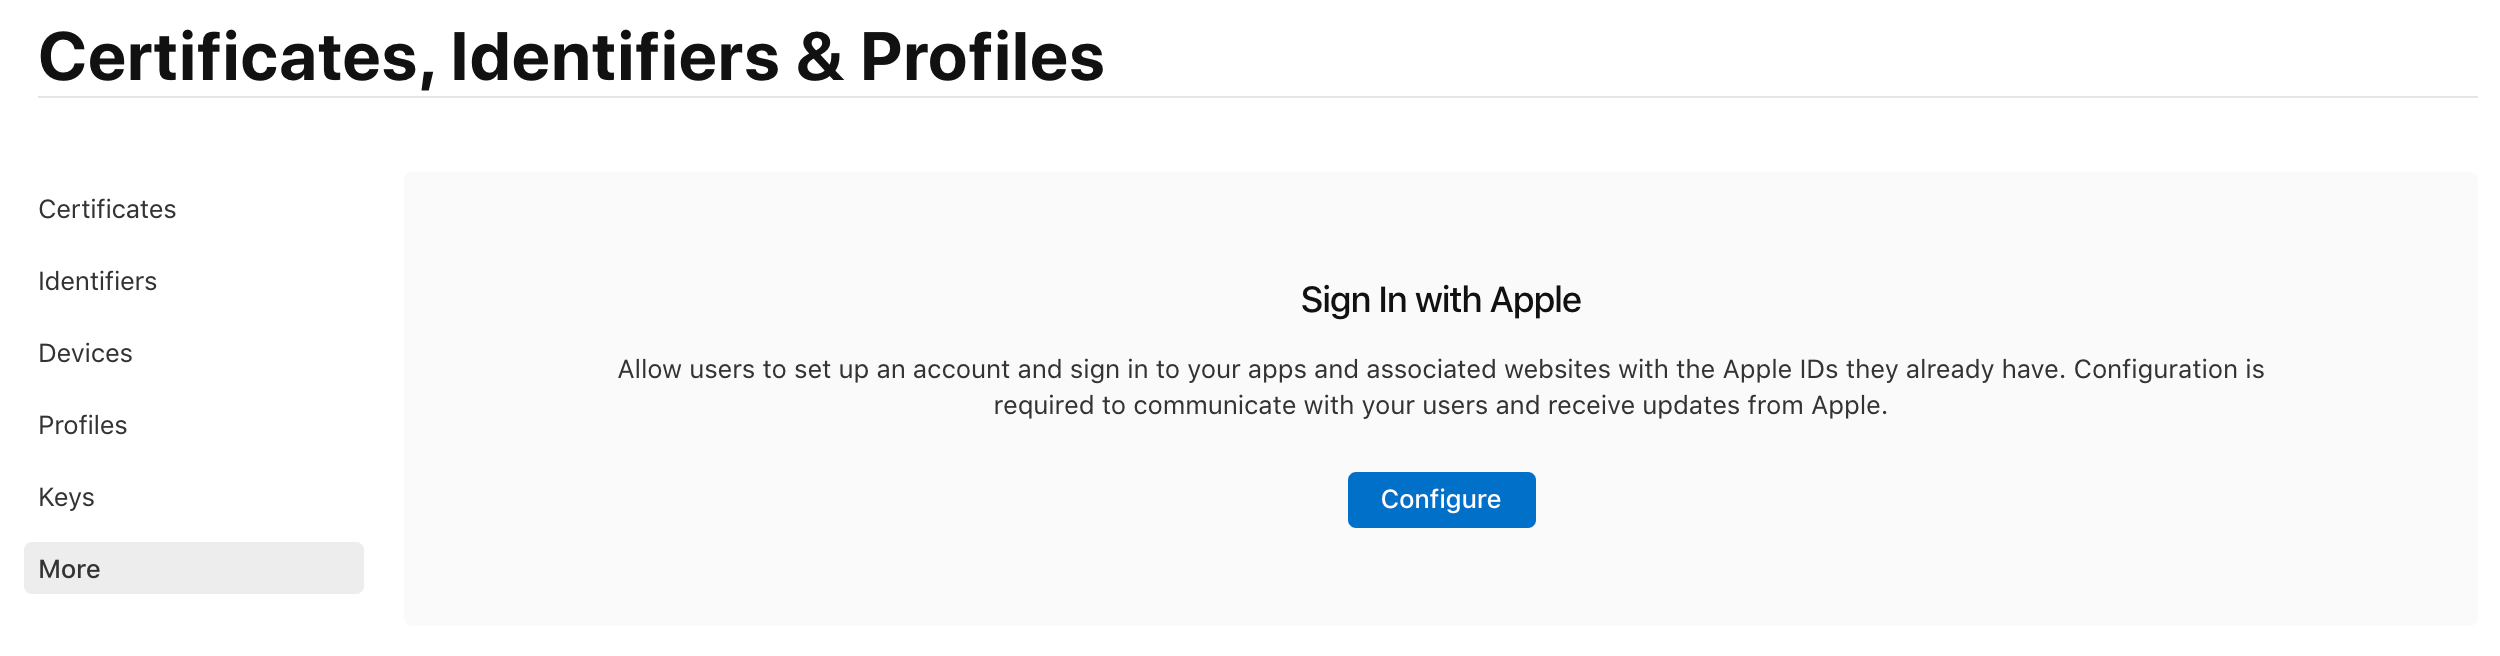 Certificates, Identifiers & Profiles
Certificates
Identifiers
Devices
Profiles
Keys
More
Sign In with Apple
Allow users to set up an account and sign in to your apps and associated websites with the Apple IDs they already have. Configuration is
required to communicate with your users and receive updates from Apple.
Configure